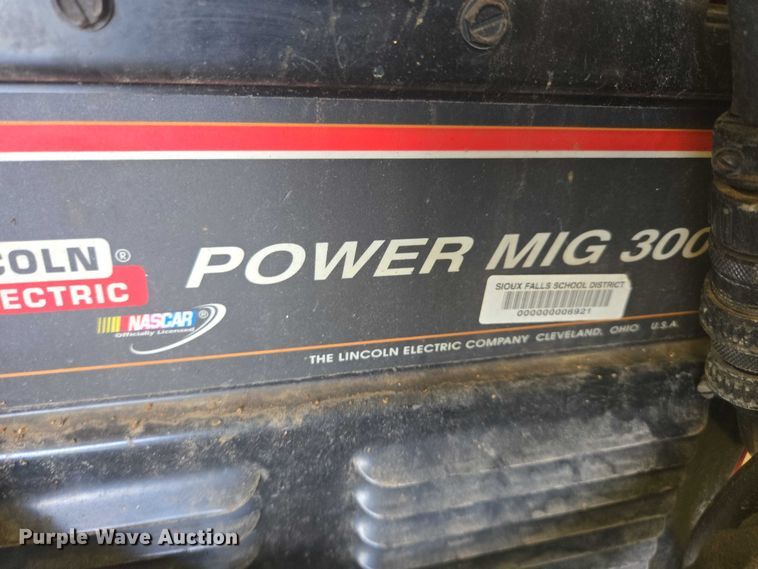 COLN ®
ECTRIC
POWER MIG 300
NASCAR ®
Officially Licensed
SIOUX FALLS SCHOOL DISTRICT
000000006921
THE LINCOLN ELECTRIC COMPANY CLEVELAND, OHIO U.S.A.
Purple Wave Auction